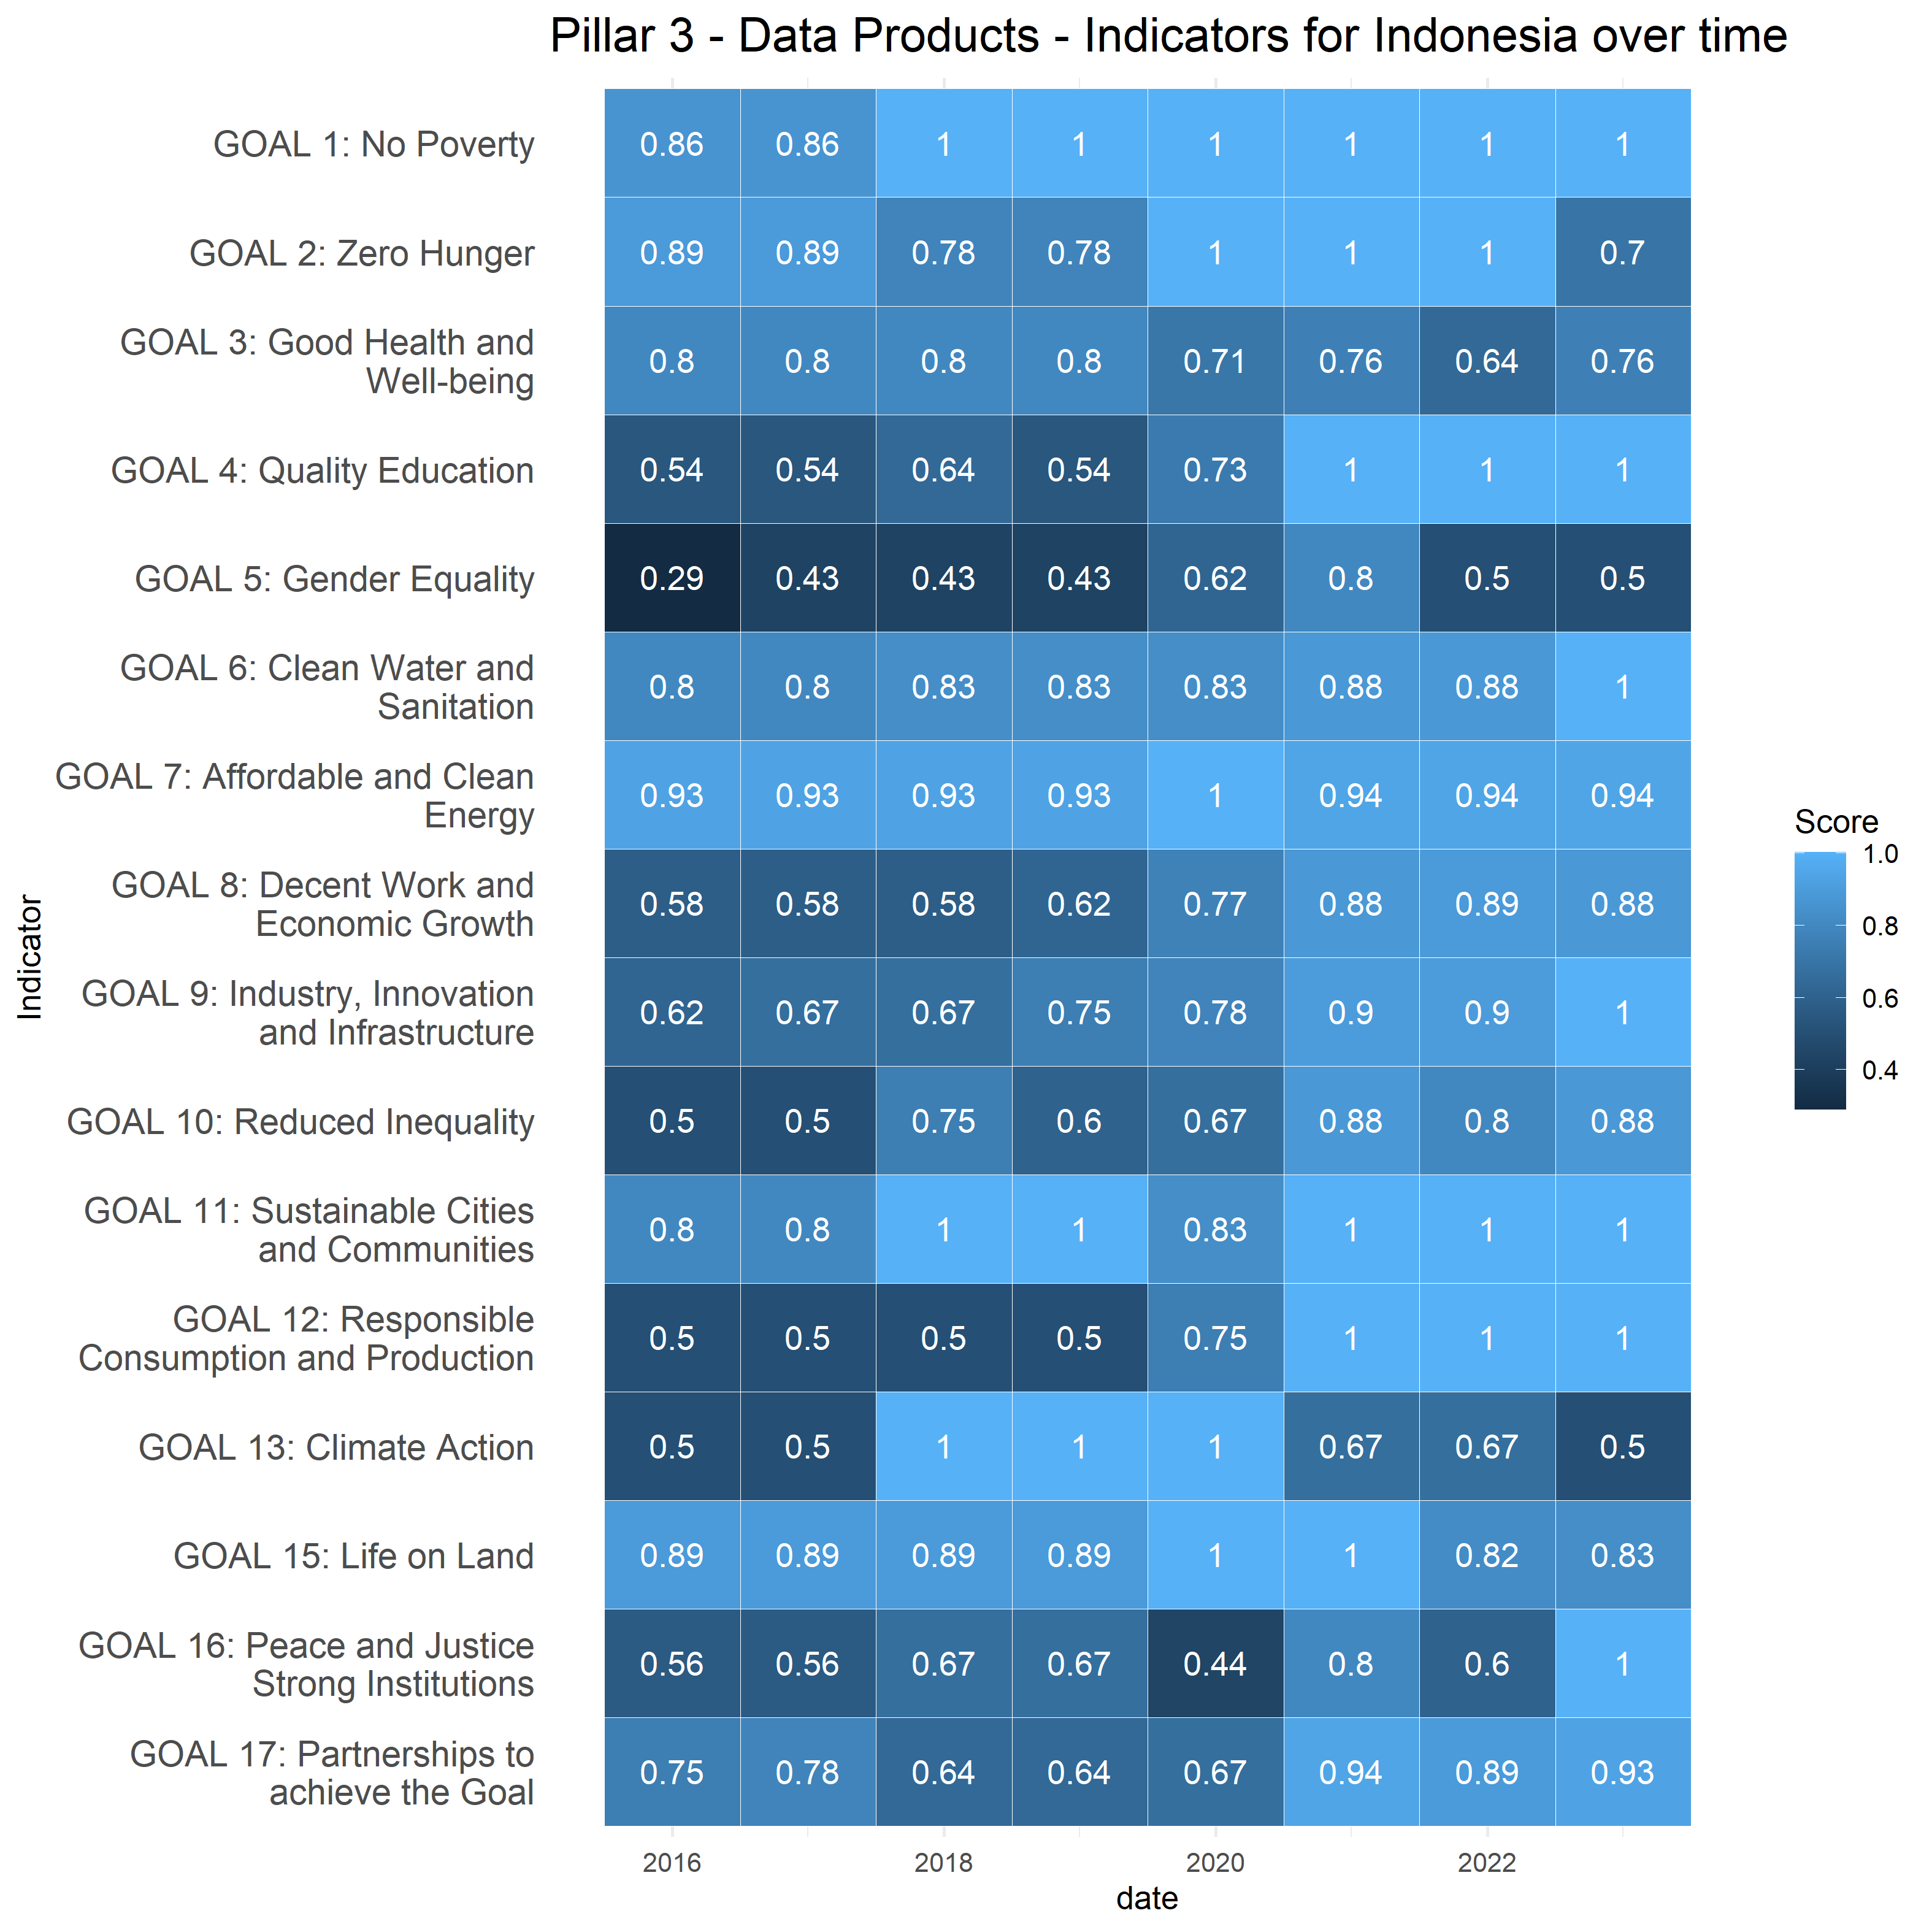 Pillar 3 - Data Products - Indicators for Indonesia over time
GOAL 1: No Poverty
0.86 0.86 1 1 1 1 1 1
GOAL 2: Zero Hunger
0.89 0.89 0.78 0.78 1 1 1 0.7
GOAL 3: Good Health and
Well-being
0.8 0.8 0.8 0.8 0.71 0.76 0.64 0.76
GOAL 4: Quality Education
0.54 0.54 0.64 0.54 0.73 1 1 1
GOAL 5: Gender Equality
0.29 0.43 0.43 0.43 0.62 0.8 0.5 0.5
GOAL 6: Clean Water and
Sanitation
0.8 0.8 0.83 0.83 0.83 0.88 0.88 1
GOAL 7: Affordable and Clean
Energy
0.93 0.93 0.93 0.93 1 0.94 0.94 0.94
GOAL 8: Decent Work and
Economic Growth
0.58 0.58 0.58 0.62 0.77 0.88 0.89 0.88
GOAL 9: Industry, Innovation
and Infrastructure
0.62 0.67 0.67 0.75 0.78 0.9 0.9 1
GOAL 10: Reduced Inequality
0.5 0.5 0.75 0.6 0.67 0.88 0.8 0.88
GOAL 11: Sustainable Cities
and Communities
0.8 0.8 1 1 0.83 1 1 1
GOAL 12: Responsible
Consumption and Production
0.5 0.5 0.5 0.5 0.75 1 1 1
GOAL 13: Climate Action
0.5 0.5 1 1 1 0.67 0.67 0.5
GOAL 15: Life on Land
0.89 0.89 0.89 0.89 1 1 0.82 0.83
GOAL 16: Peace and Justice
Strong Institutions
0.56 0.56 0.67 0.67 0.44 0.8 0.6 1
GOAL 17: Partnerships to
achieve the Goal
0.75 0.78 0.64 0.64 0.67 0.94 0.89 0.93
2016 2018 2020 2022
date
Indicator
Score
1.0
0.8
0.6
0.4